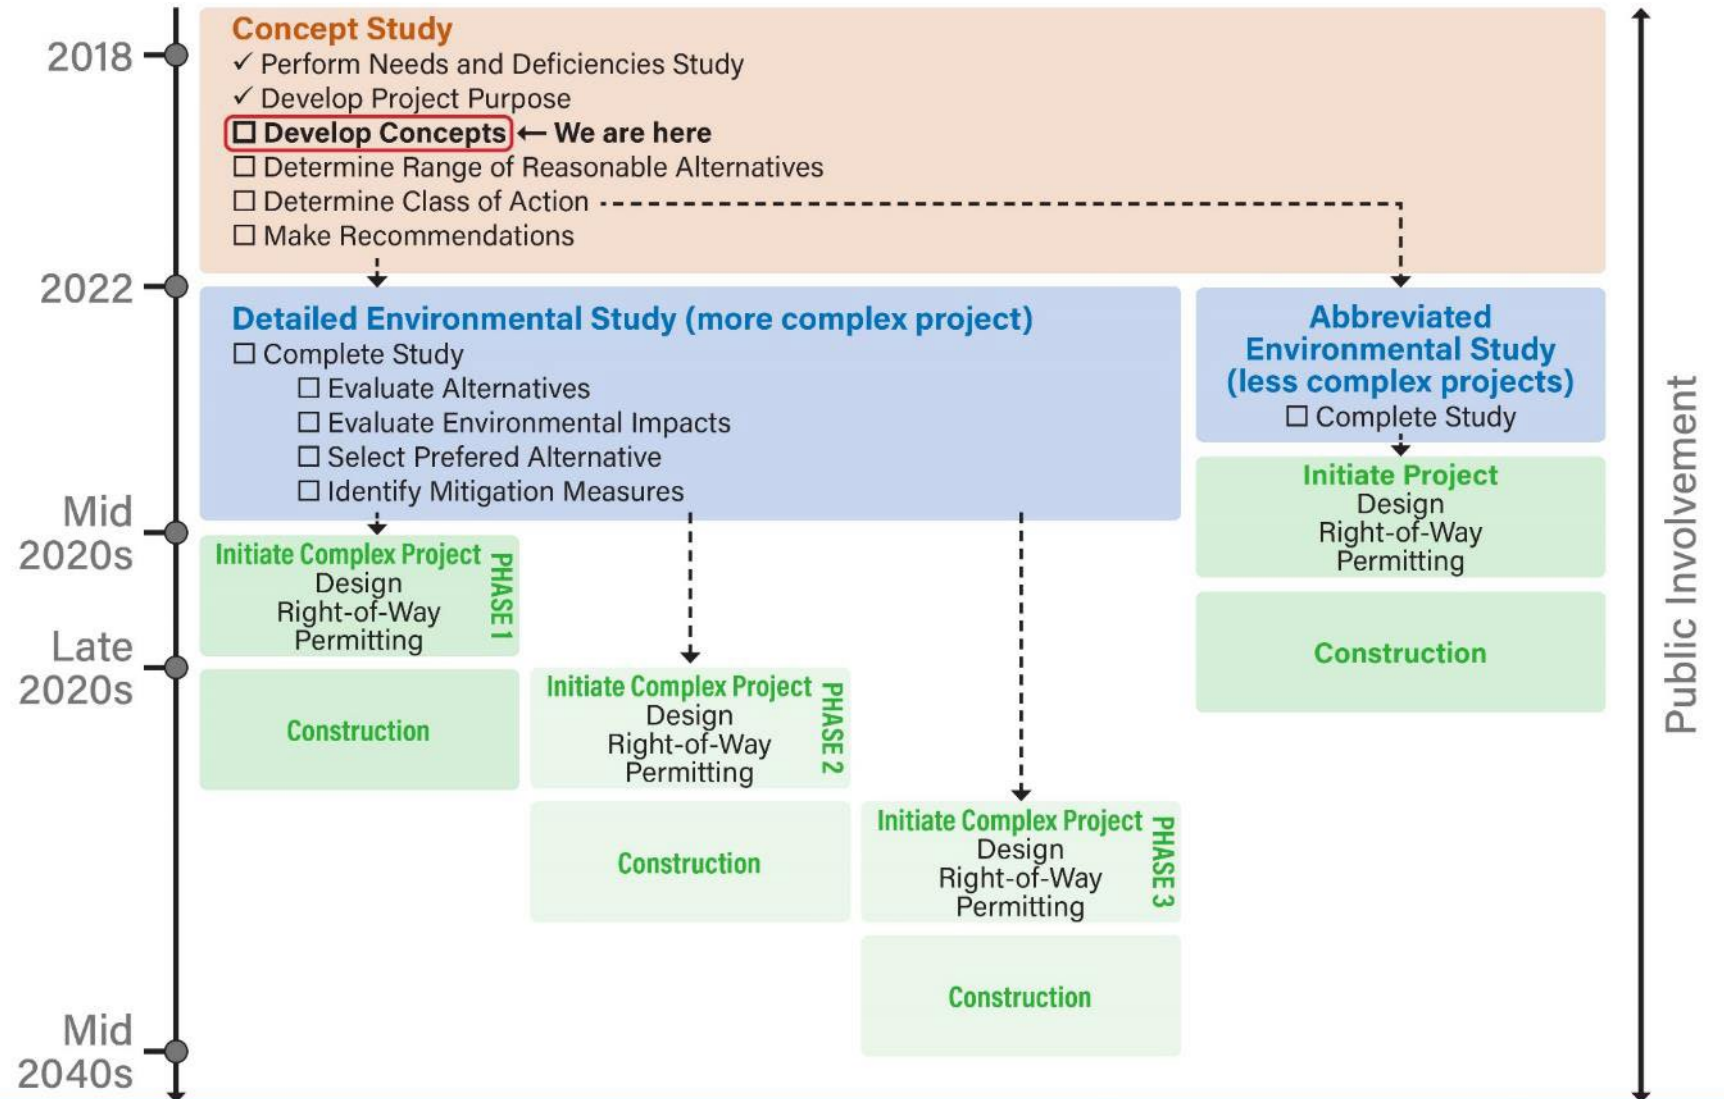 2018
Concept Study
✓ Perform Needs and Deficiencies Study
✓ Develop Project Purpose
☐ Develop Concepts ← We are here
☐ Determine Range of Reasonable Alternatives
☐ Determine Class of Action
☐ Make Recommendations
2022
Detailed Environmental Study (more complex project)
☐ Complete Study
☐ Evaluate Alternatives
☐ Evaluate Environmental Impacts
☐ Select Prefered Alternative
☐ Identify Mitigation Measures
Abbreviated
Environmental Study
(less complex projects)
☐ Complete Study
Initiate Project
Design
Right-of-Way
Permitting
Construction
Mid
2020s
Initiate Complex Project
Design
Right-of-Way
Permitting
PHASE 1
Late
2020s
Construction
Initiate Complex Project
Design
Right-of-Way
Permitting
PHASE 2
Construction
Initiate Complex Project
Design
Right-of-Way
Permitting
PHASE 3
Construction
Mid
2040s
Public Involvement